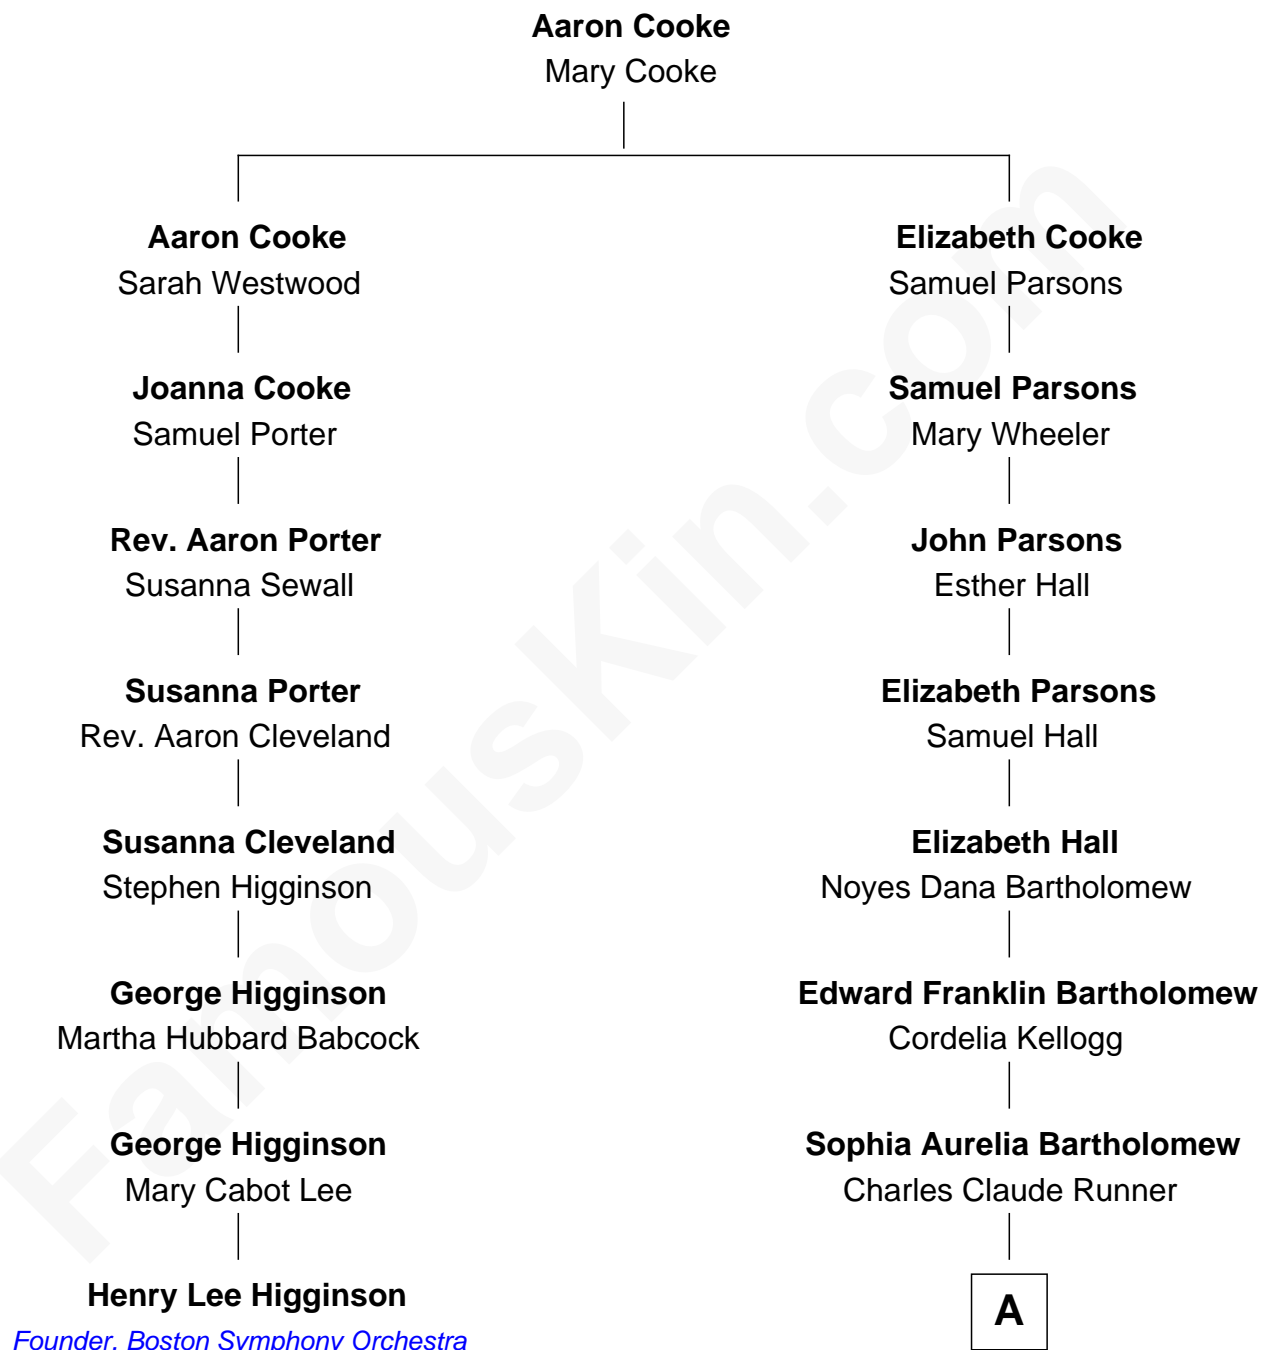 Aaron Cooke
Mary Cooke
Aaron Cooke
Sarah Westwood
Joanna Cooke
Samuel Porter
Rev. Aaron Porter
Susanna Sewall
Susanna Porter
Rev. Aaron Cleveland
Susanna Cleveland
Stephen Higginson
George Higginson
Martha Hubbard Babcock
George Higginson
Mary Cabot Lee
Henry Lee Higginson
Founder, Boston Symphony Orchestra
Elizabeth Cooke
Samuel Parsons
Samuel Parsons
Mary Wheeler
John Parsons
Esther Hall
Elizabeth Parsons
Samuel Hall
Elizabeth Hall
Noyes Dana Bartholomew
Edward Franklin Bartholomew
Cordelia Kellogg
Sophia Aurelia Bartholomew
Charles Claude Runner
A
FamousKin.com